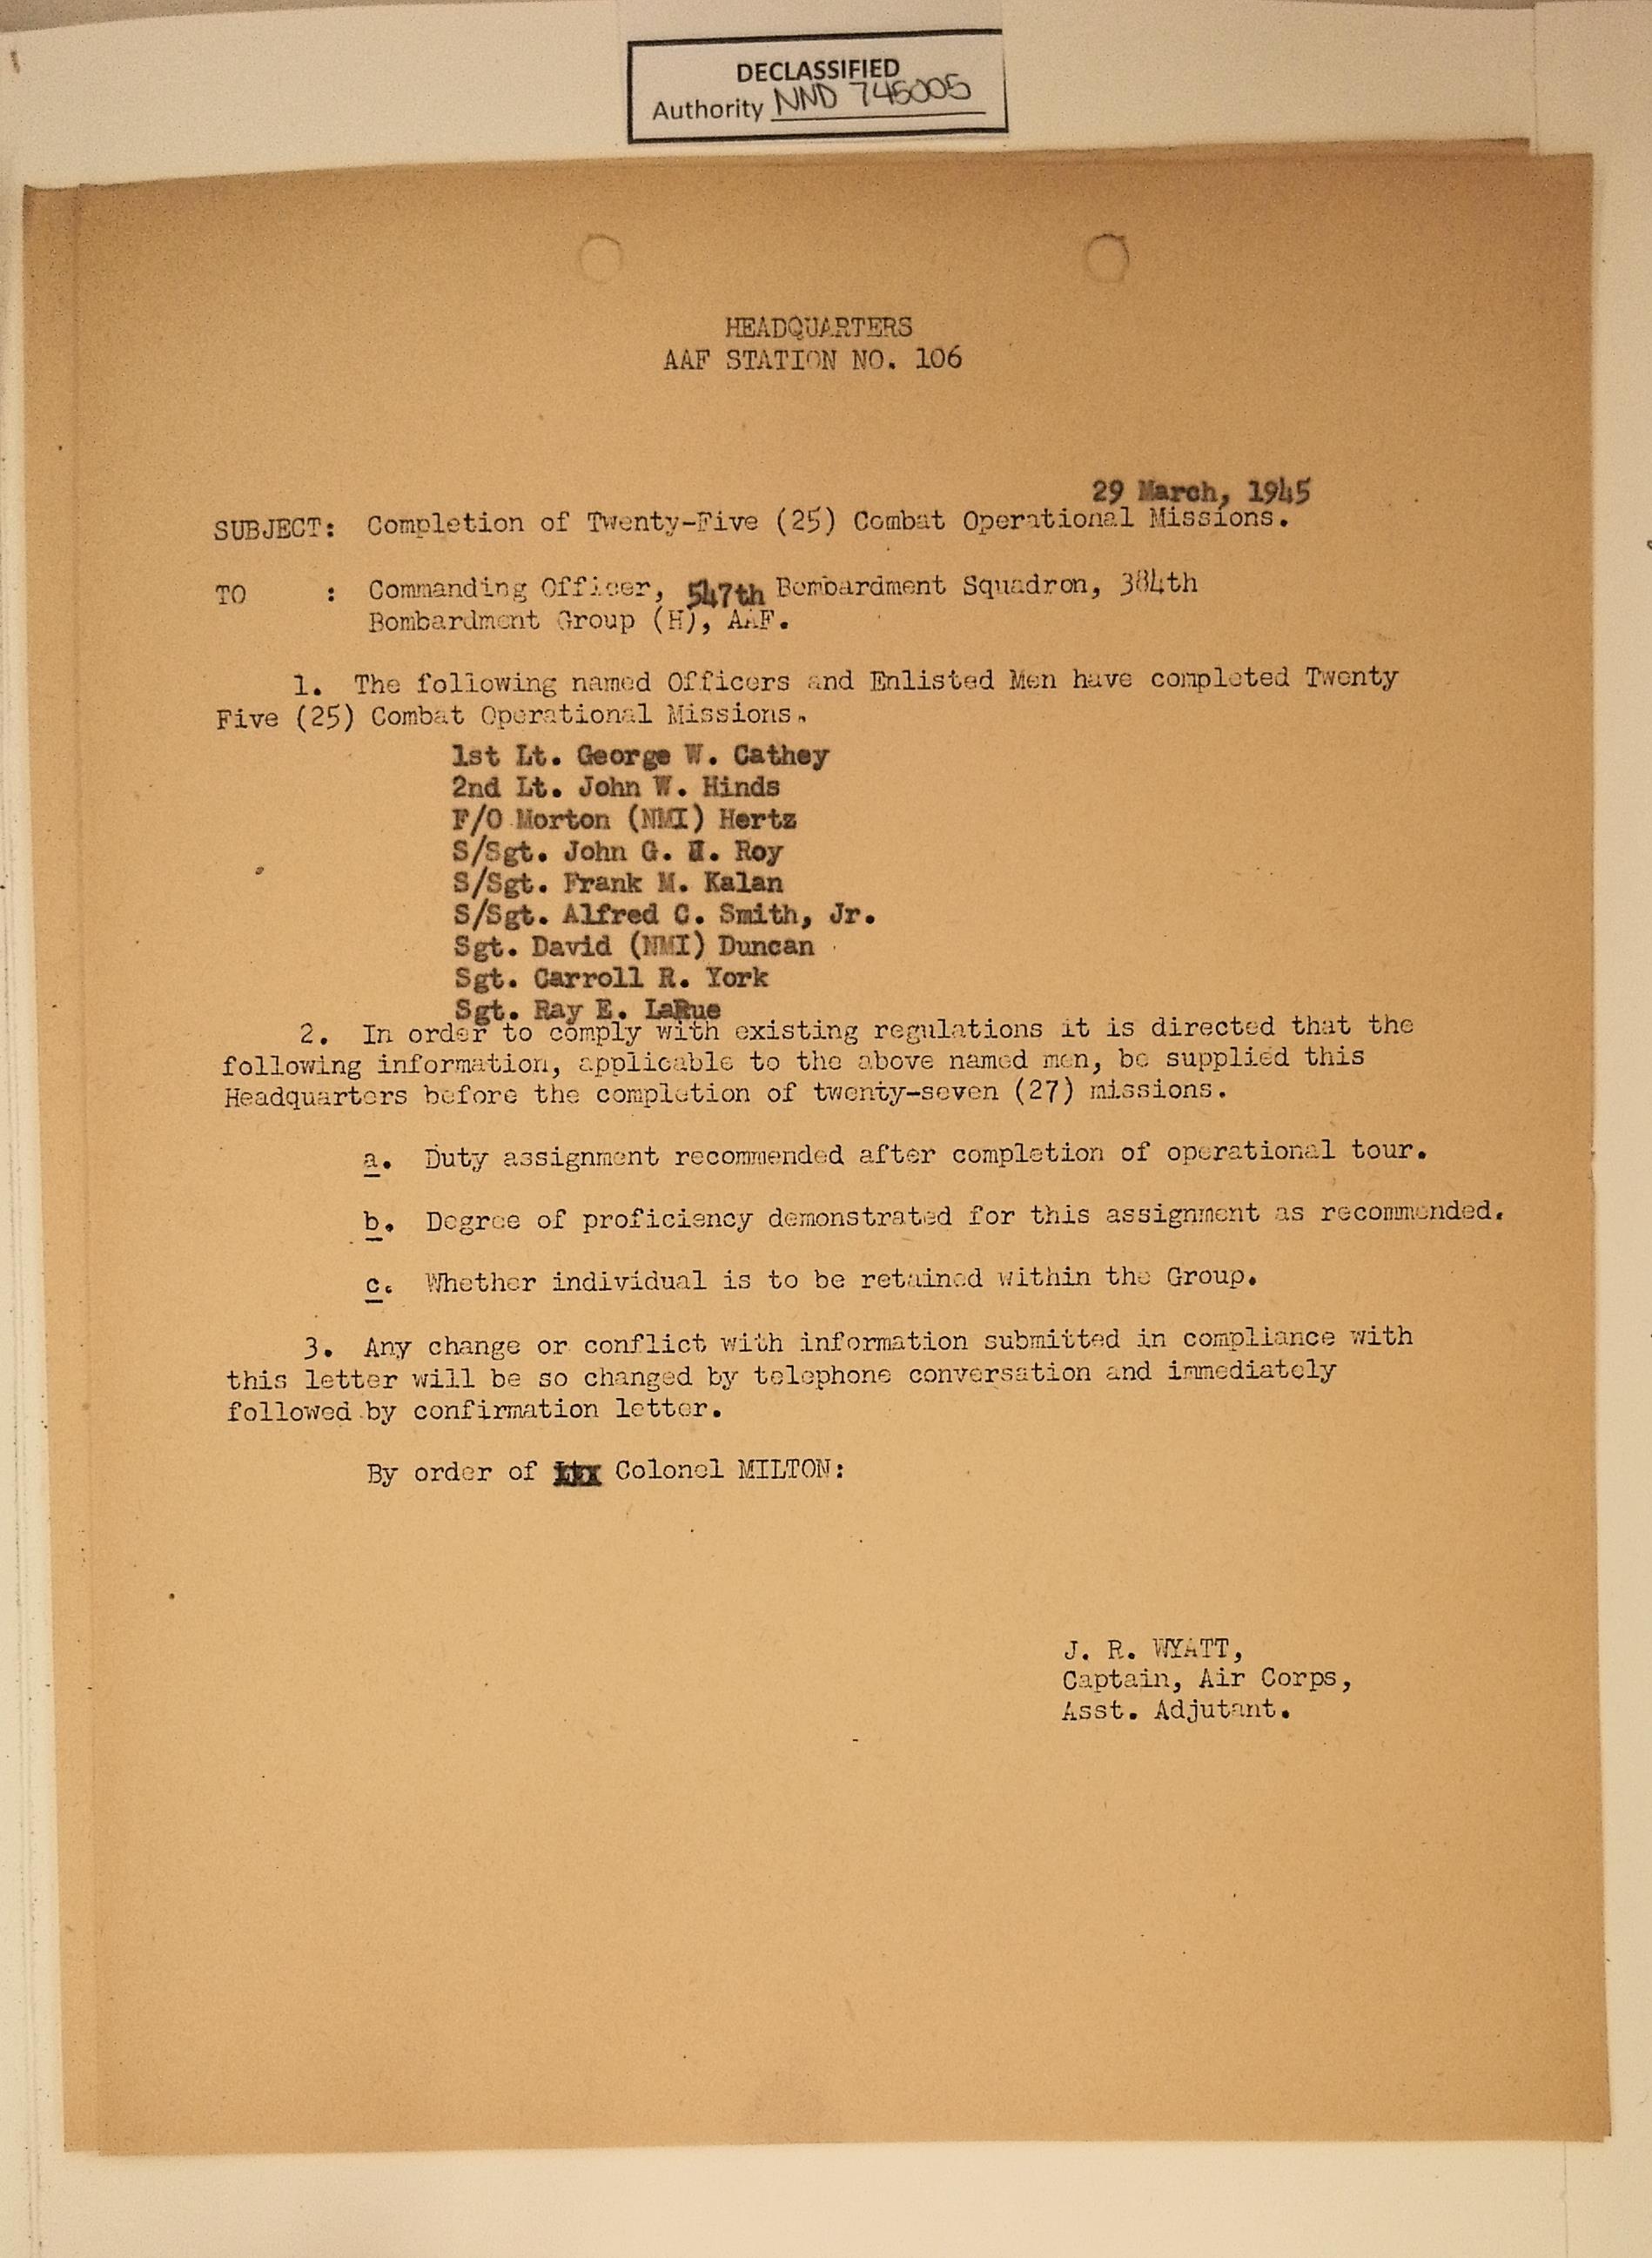 DECLASSIFIED
Authority NND 745005
HEADQUARTERS
AAF STATION NO. 106
29 March, 1945
SUBJECT: Completion of Twenty-Five (25) Combat Operational Missions.
TO : Commanding Officer, 547th Bombardment Squadron, 384th
Bombardment Group (H), AAF.
1. The following named Officers and Enlisted Men have completed Twenty
Five (25) Combat Operational Missions.
1st Lt. George W. Cathey
2nd Lt. John W. Hinds
F/O Morton (NMI) Hertz
S/Sgt. John G. Roy
S/Sgt. Frank M. Kalan
S/Sgt. Alfred C. Smith, Jr.
Sgt. David (NMI) Duncan
Sgt. Carroll R. York
Sgt. Ray E. LaRue
2. In order to comply with existing regulations it is directed that the
following information, applicable to the above named men, be supplied this
Headquarters before the completion of twenty-seven (27) missions.
a. Duty assignment recommended after completion of operational tour.
b. Degree of proficiency demonstrated for this assignment as recommended.
c. Whether individual is to be retained within the Group.
3. Any change or conflict with information submitted in compliance with
this letter will be so changed by telephone conversation and immediately
followed by confirmation letter.
By order of Colonel MILTON:
J. R. WYATT,
Captain, Air Corps,
Asst. Adjutant.